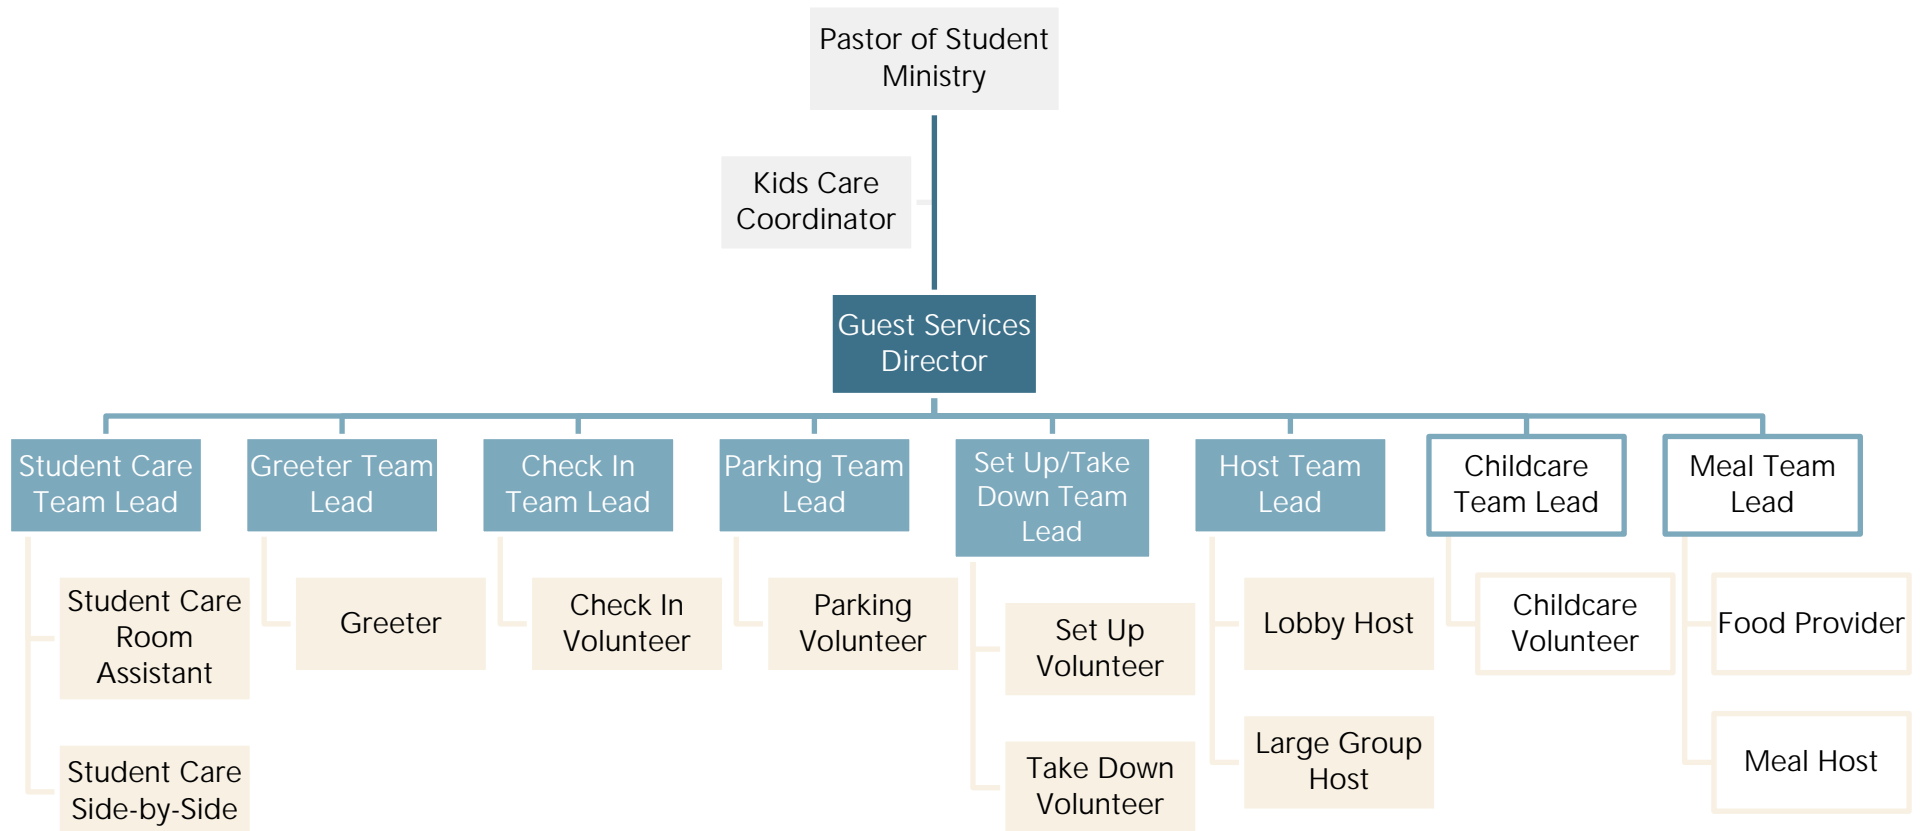 Pastor of Student
Ministry
Kids Care
Coordinator
Guest Services
Director
Student Care
Team Lead
Greeter Team
Lead
Check In
Team Lead
Parking Team
Lead
Set Up/Take
Down Team
Lead
Host Team
Lead
Childcare
Team Lead
Meal Team
Lead
Student Care
Room
Assistant
Student Care
Side-by-Side
Greeter
Check In
Volunteer
Parking
Volunteer
Set Up
Volunteer
Take Down
Volunteer
Lobby Host
Large Group
Host
Childcare
Volunteer
Food Provider
Meal Host